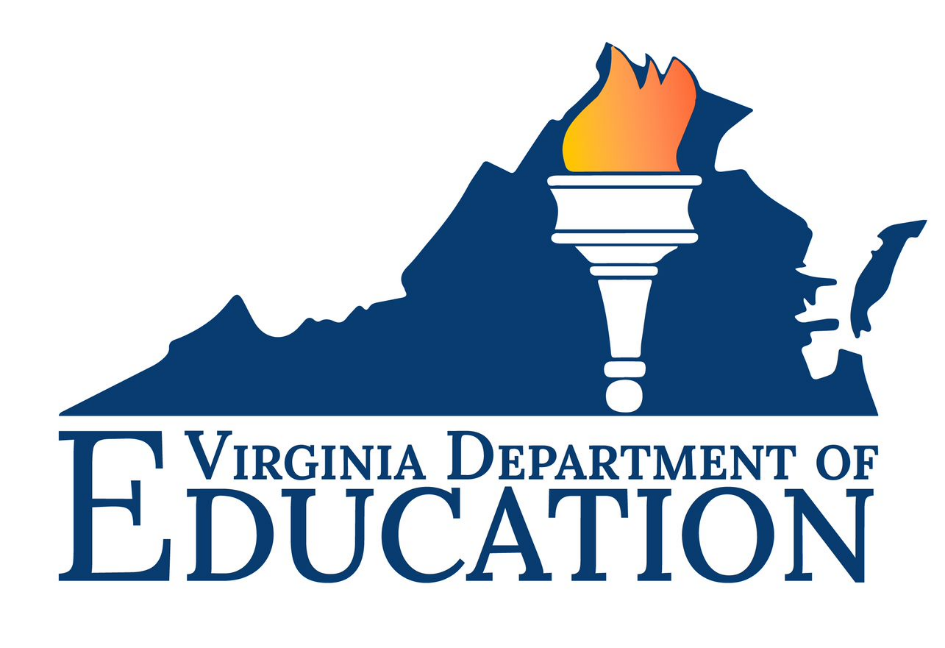 VIRGINIA DEPARTMENT OF
EDUCATION